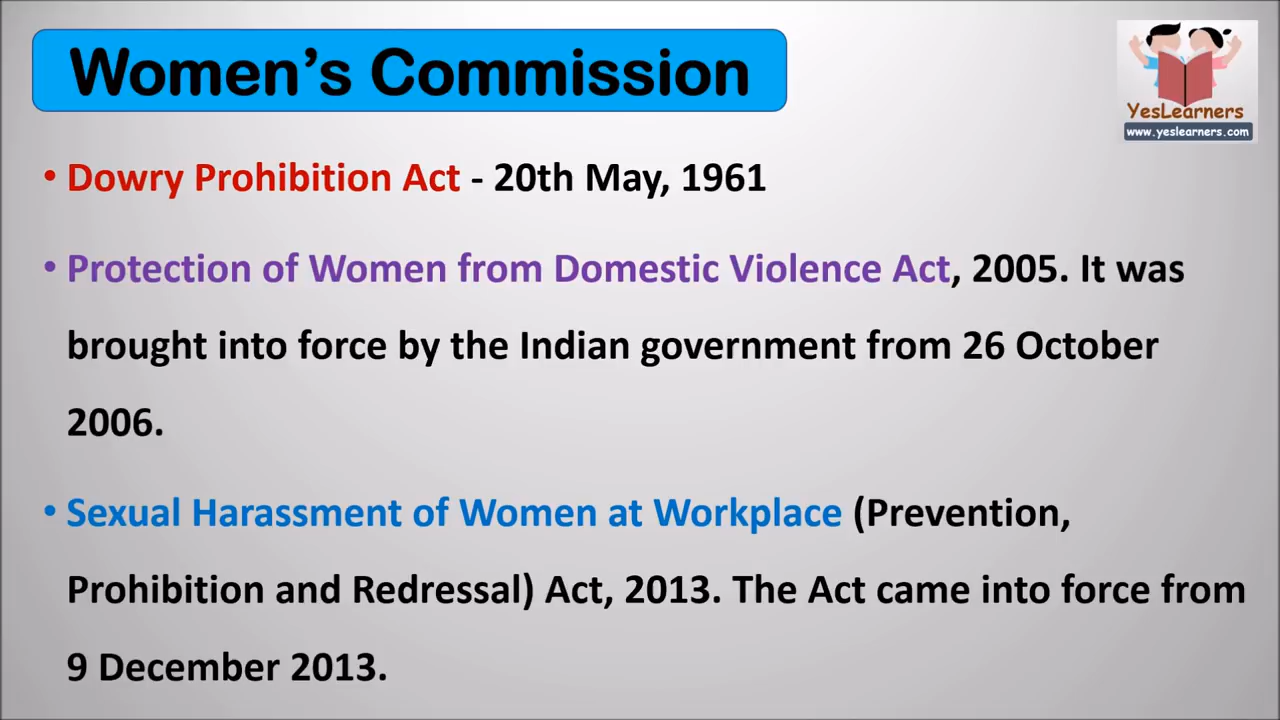 Women's Commission
YesLearners
www.yeslearners.com
• Dowry Prohibition Act - 20th May, 1961
• Protection of Women from Domestic Violence Act, 2005. It was
brought into force by the Indian government from 26 October
2006.
• Sexual Harassment of Women at Workplace (Prevention,
Prohibition and Redressal) Act, 2013. The Act came into force from
9 December 2013.